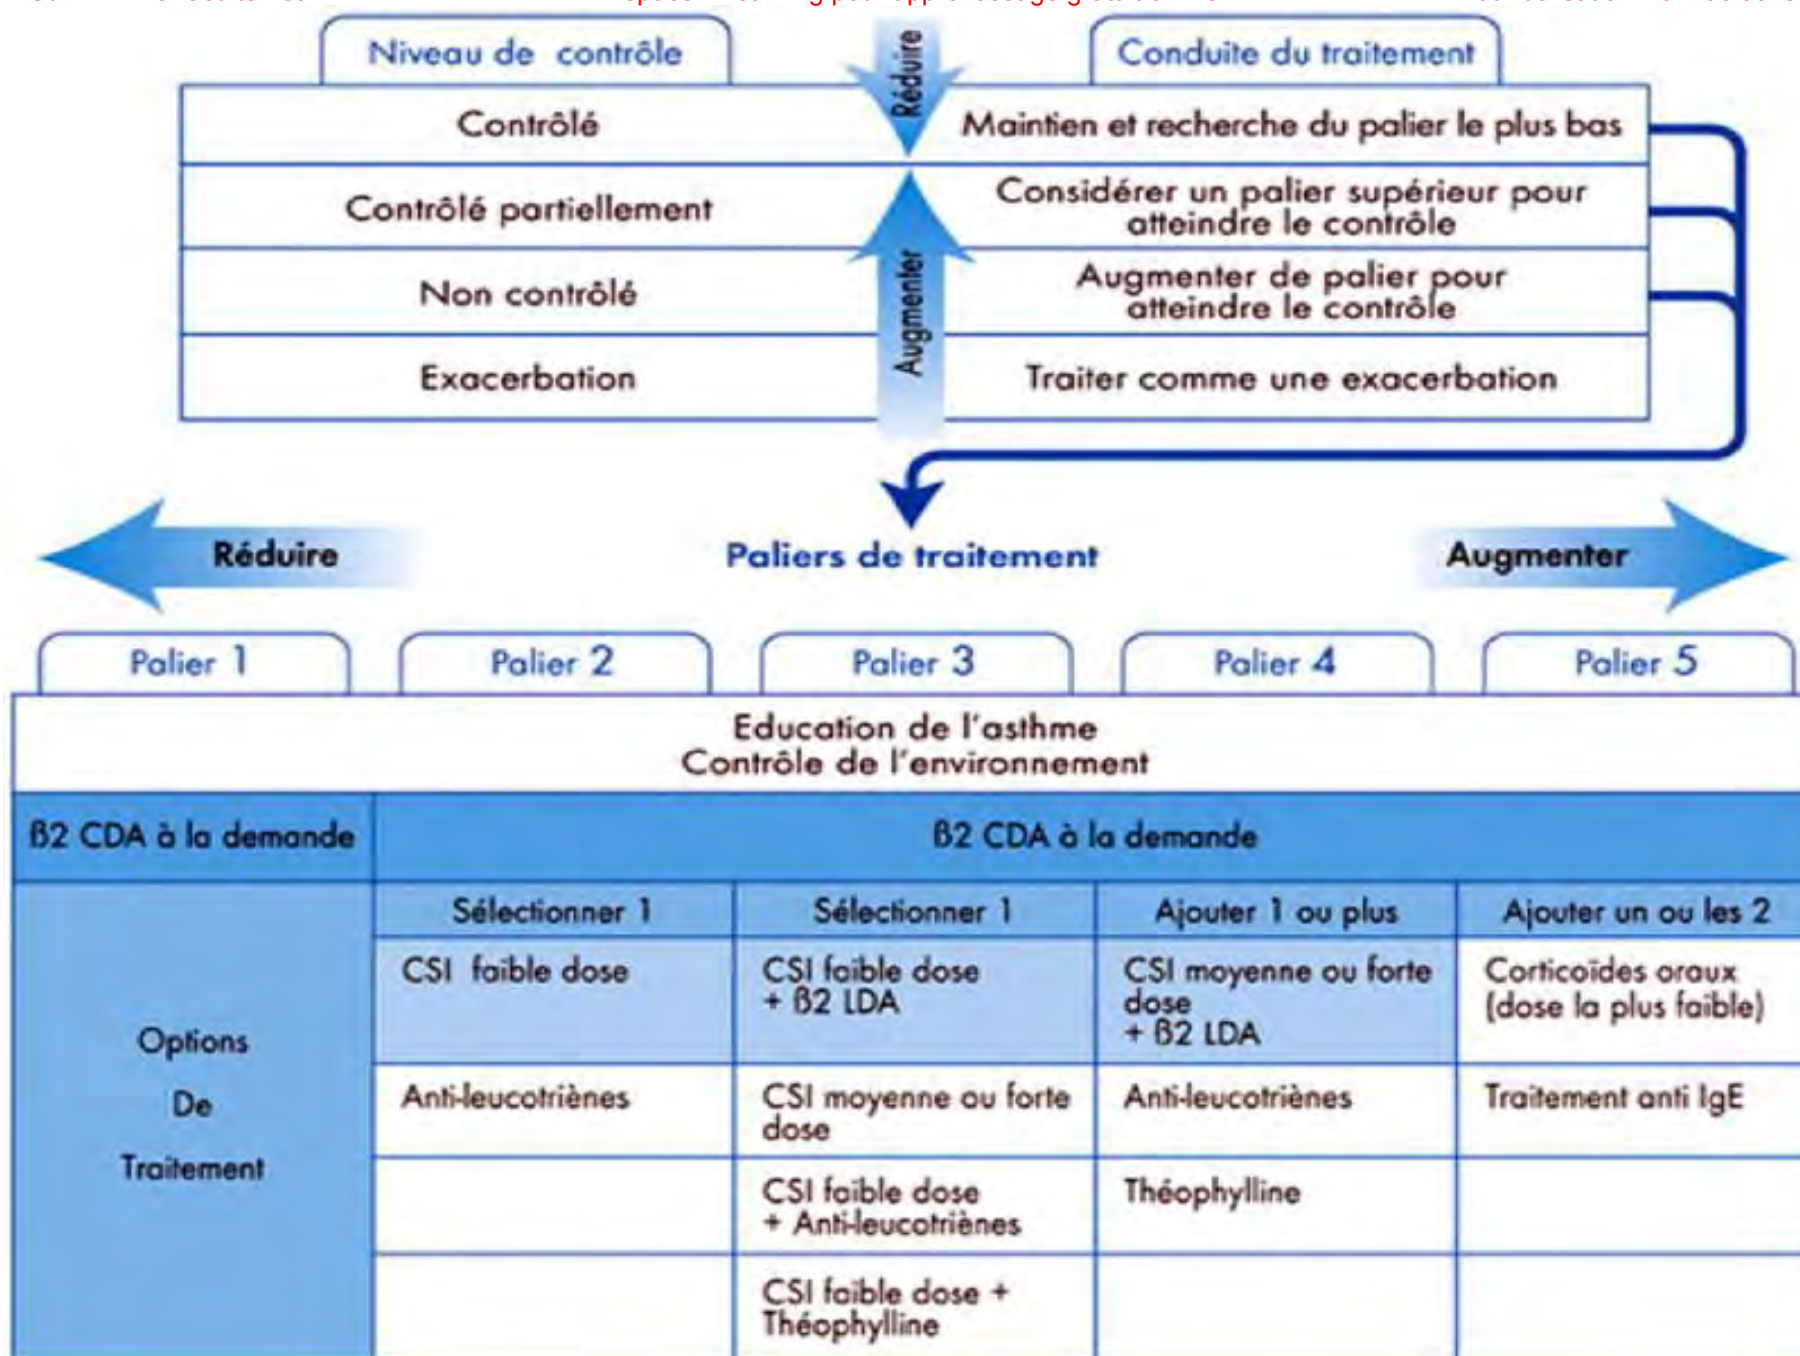 Niveau de contrôle
Réduire
Conduite du traitement
Contrôlé
Maintien et recherche du palier le plus bas
Contrôlé partiellement
Considérer un palier supérieur pour
atteindre le contrôle
Augmenter
Non contrôlé
Augmenter de palier pour
atteindre le contrôle
Exacerbation
Traiter comme une exacerbation
Réduire
Paliers de traitement
Augmenter
Palier 1
Palier 2
Palier 3
Palier 4
Palier 5
Education de l'asthme
Contrôle de l'environnement
ß2 CDA à la demande
ß2 CDA à la demande
Options
De
Traitement
Sélectionner 1
Sélectionner 1
Ajouter 1 ou plus
Ajouter un ou les 2
CSI faible dose
CSI faible dose
+ ß2 LDA
CSI moyenne ou forte
dose
+ ß2 LDA
Corticoïdes oraux
(dose la plus faible)
Anti-leucotriènes
CSI moyenne ou forte
dose
Anti-leucotriènes
Traitement anti IgE
CSI faible dose
+ Anti-leucotriènes
Théophylline
CSI faible dose +
Théophylline